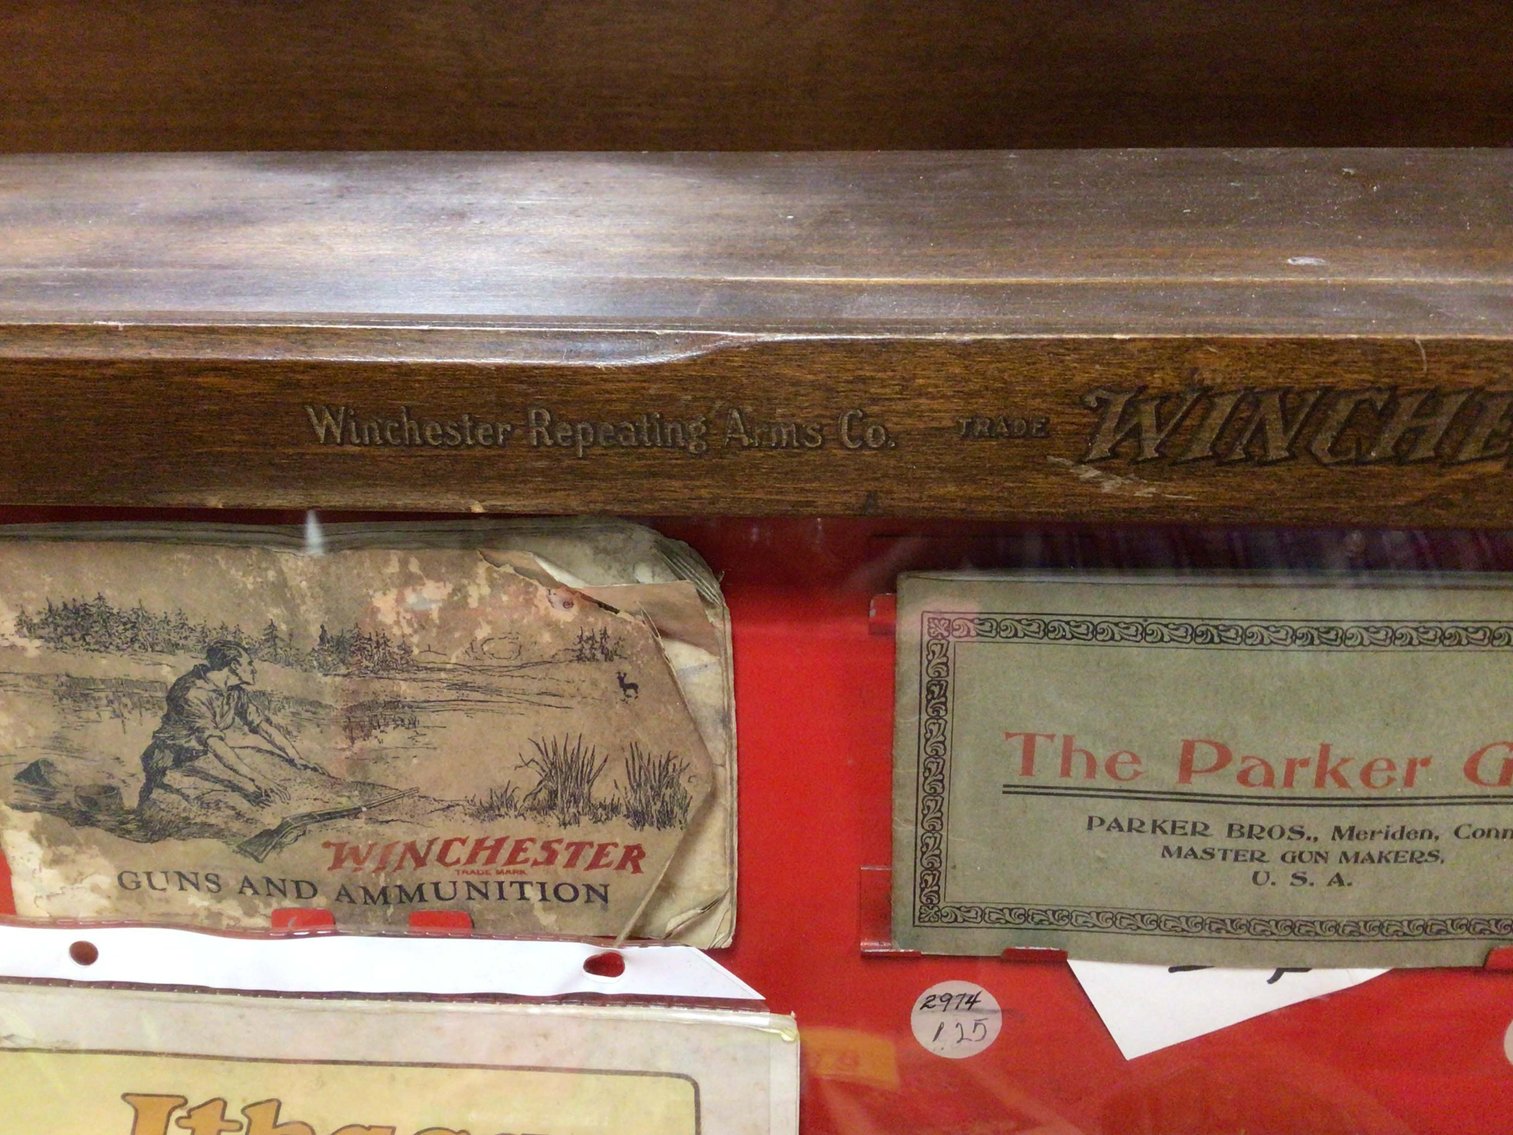 Winchester Repeating Arms Co. TRADE WINCHE
WINCHESTER
TRADE MARK
GUNS AND AMMUNITION
The Parker G
PARKER BROS., Meriden, Conn
MASTER GUN MAKERS,
U. S. A.
2974
1.25
Ithaca